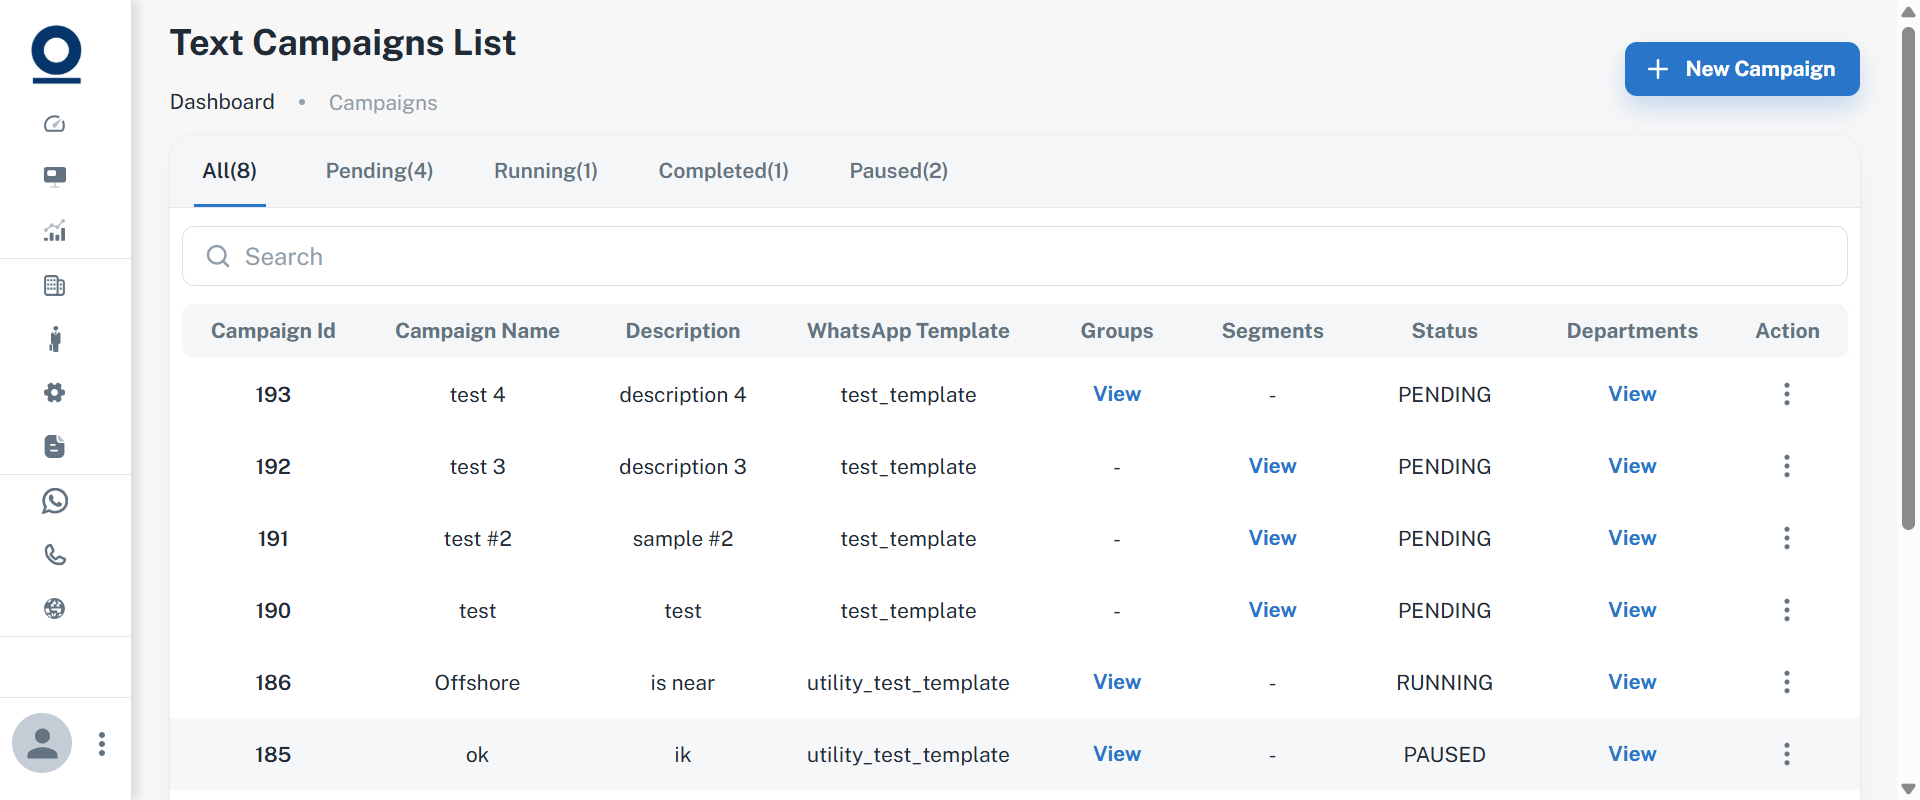 Text Campaigns List
Dashboard • Campaigns
New Campaign
All(8) Pending(4) Running(1) Completed(1) Paused(2)
Search
Campaign Id Campaign Name Description WhatsApp Template Groups Segments Status Departments Action
193 test 4 description 4 test_template View - PENDING View
192 test 3 description 3 test_template - View PENDING View
191 test #2 sample #2 test_template - View PENDING View
190 test test test_template - View PENDING View
186 Offshore is near utility_test_template View - RUNNING View
185 ok ik utility_test_template View - PAUSED View